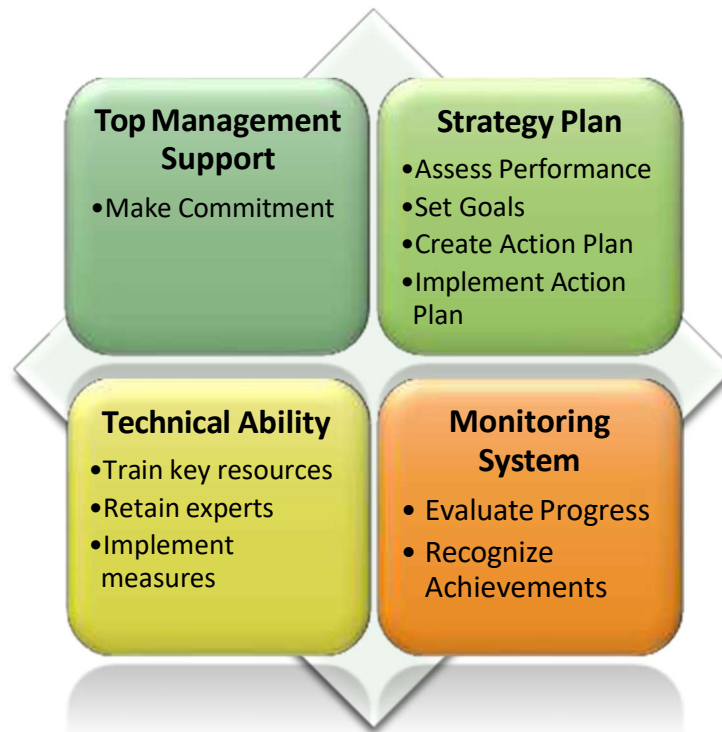 Top Management
Support
•Make Commitment
Strategy Plan
•Assess Performance
•Set Goals
•Create Action Plan
•Implement Action
Plan
Technical Ability
•Train key resources
•Retain experts
•Implement
measures
Monitoring
System
• Evaluate Progress
• Recognize
Achievements